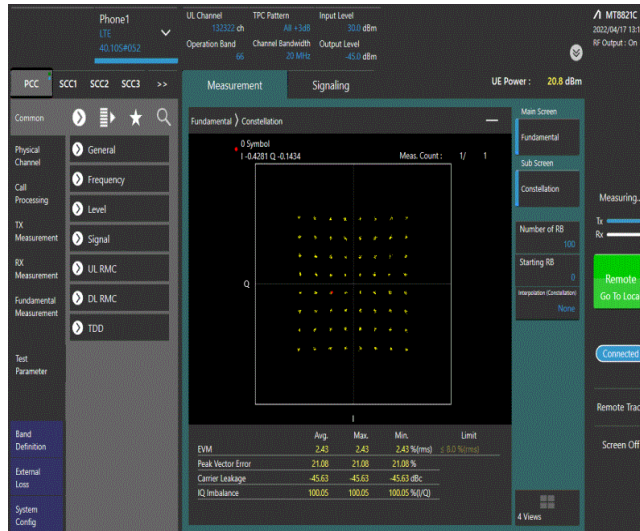 Phone1
LTE
40.105#052
UL Channel
132322 ch
TPC Pattern
All +3dB
Input Level
30.0 dBm
Operation Band
66
Channel Bandwidth
20 MHz
Output Level
-45.0 dBm
MT8821C
2022/04/17 13:1
RF Output : On
PCC SCC1 SCC2 SCC3 >>
Measurement Signaling
UE Power : 20.8 dBm
Common
Physical
Channel
Call
Processing
TX
Measurement
RX
Measurement
Fundamental
Measurement
Test
Parameter
Band
Definition
External
Loss
System
Config
General
Frequency
Level
Signal
UL RMC
DL RMC
TDD
Fundamental ⟩ Constellation
0 Symbol
I -0.4281 Q -0.1434
Meas. Count : 1/ 1
Q
I
Avg. Max. Min. Limit
EVM 2.43 2.43 2.43 %(rms) ≤ 8.0 %(rms)
Peak Vector Error 21.08 21.08 21.08 %
Carrier Leakage -45.63 -45.63 -45.63 dBc
IQ Imbalance 100.05 100.05 100.05 %(I/Q)
Main Screen
Fundamental
Sub Screen
Constellation
Number of RB
100
Starting RB
0
Interpolation (Constellation)
None
4 Views
Measuring..
Tx
Rx
Remote
Go To Loca
Connected
Remote Trac
Screen Off